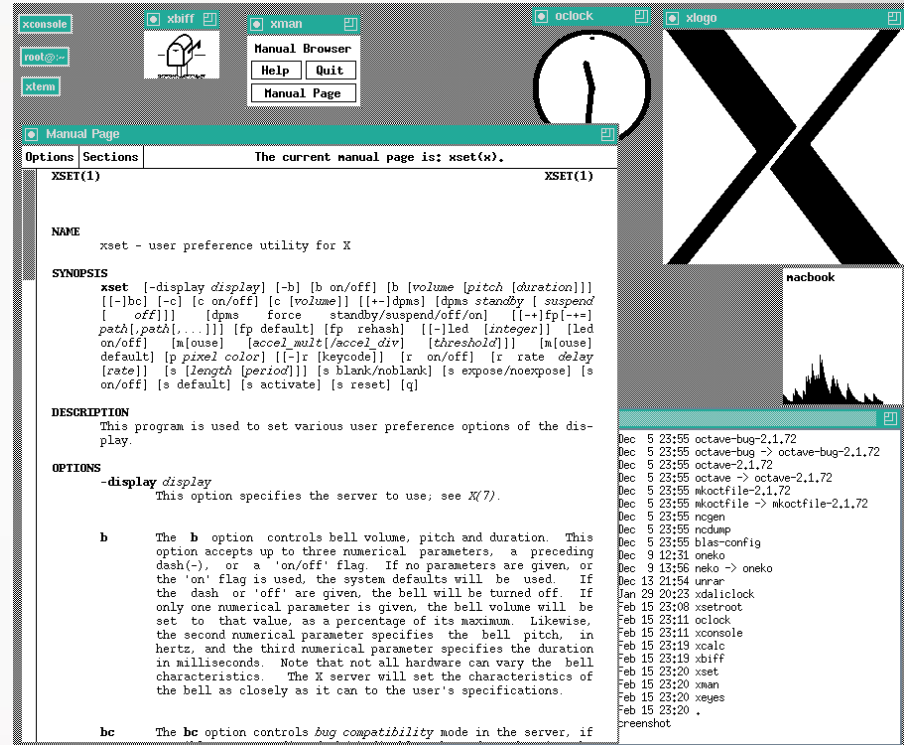 xconsole
root@:~
xterm
xbiff
xman
Manual Browser
Help Quit
Manual Page
oclock
xlogo
macbook
Manual Page
Options Sections The current manual page is: xset(x).
XSET(1) XSET(1)
NAME
xset - user preference utility for X
SYNOPSIS
xset [-display display] [-b] [b on/off] [b [volume [pitch [duration]]]
[[-]bc] [-c] [c on/off] [c [volume]] [[+-]dpms] [dpms standby [ suspend
[ off]]] [dpms force standby/suspend/off/on] [[-+]fp[-+=]
path[,path[,...]]] [fp default] [fp rehash] [[-]led [integer]] [led
on/off] [m[ouse] [accel_mult[/accel_div] [threshold]]] [m[ouse]
default] [p pixel color] [[-]r [keycode]] [r on/off] [r rate delay
[rate]] [s [length [period]]] [s blank/noblank] [s expose/noexpose] [s
on/off] [s default] [s activate] [s reset] [q]
DESCRIPTION
This program is used to set various user preference options of the dis-
play.
OPTIONS
-display display
This option specifies the server to use; see X(7).
b The b option controls bell volume, pitch and duration. This
option accepts up to three numerical parameters, a preceding
dash(-), or a 'on/off' flag. If no parameters are given, or
the 'on' flag is used, the system defaults will be used. If
the dash or 'off' are given, the bell will be turned off. If
only one numerical parameter is given, the bell volume will be
set to that value, as a percentage of its maximum. Likewise,
the second numerical parameter specifies the bell pitch, in
hertz, and the third numerical parameter specifies the duration
in milliseconds. Note that not all hardware can vary the bell
characteristics. The X server will set the characteristics of
the bell as closely as it can to the user's specifications.
bc The bc option controls bug compatibility mode in the server, if
Dec 5 23:55 octave-bug-2.1.72
Dec 5 23:55 octave-bug -> octave-bug-2.1.72
Dec 5 23:55 octave-2.1.72
Dec 5 23:55 octave -> octave-2.1.72
Dec 5 23:55 mkoctfile-2.1.72
Dec 5 23:55 mkoctfile -> mkoctfile-2.1.72
Dec 5 23:55 ncgen
Dec 5 23:55 ncdump
Dec 5 23:55 blas-config
Dec 9 12:31 oneko
Dec 9 13:56 neko -> oneko
Dec 13 21:54 unrar
Jan 29 20:23 xdaliclock
Feb 15 23:08 xsetroot
Feb 15 23:11 oclock
Feb 15 23:11 xconsole
Feb 15 23:19 xcalc
Feb 15 23:19 xbiff
Feb 15 23:20 xset
Feb 15 23:20 xman
Feb 15 23:20 xeyes
Feb 15 23:20 .
creenshot